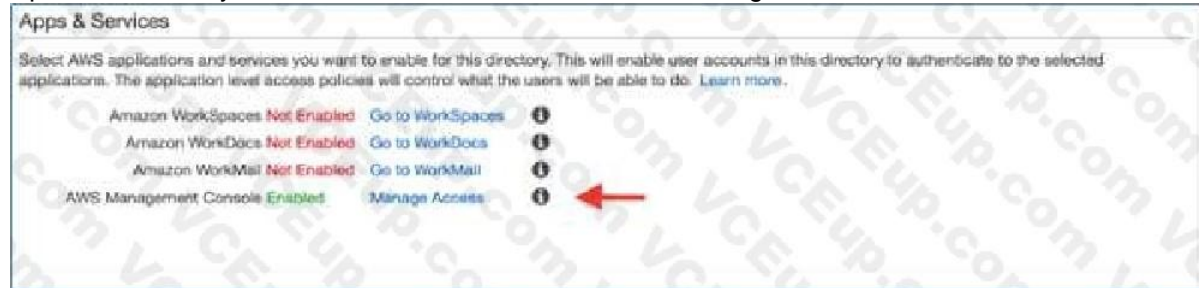 Apps & Services
Select AWS applications and services you want to enable for this directory. This will enable user accounts in this directory to authenticate to the selected
applications. The application level access policies will control what the users will be able to do. Learn more.
Amazon WorkSpaces Not Enabled Go to WorkSpaces
Amazon WorkDocs Not Enabled Go to WorkDocs
Amazon WorkMail Not Enabled Go to WorkMail
AWS Management Console Enabled Manage Access
VCEup.com